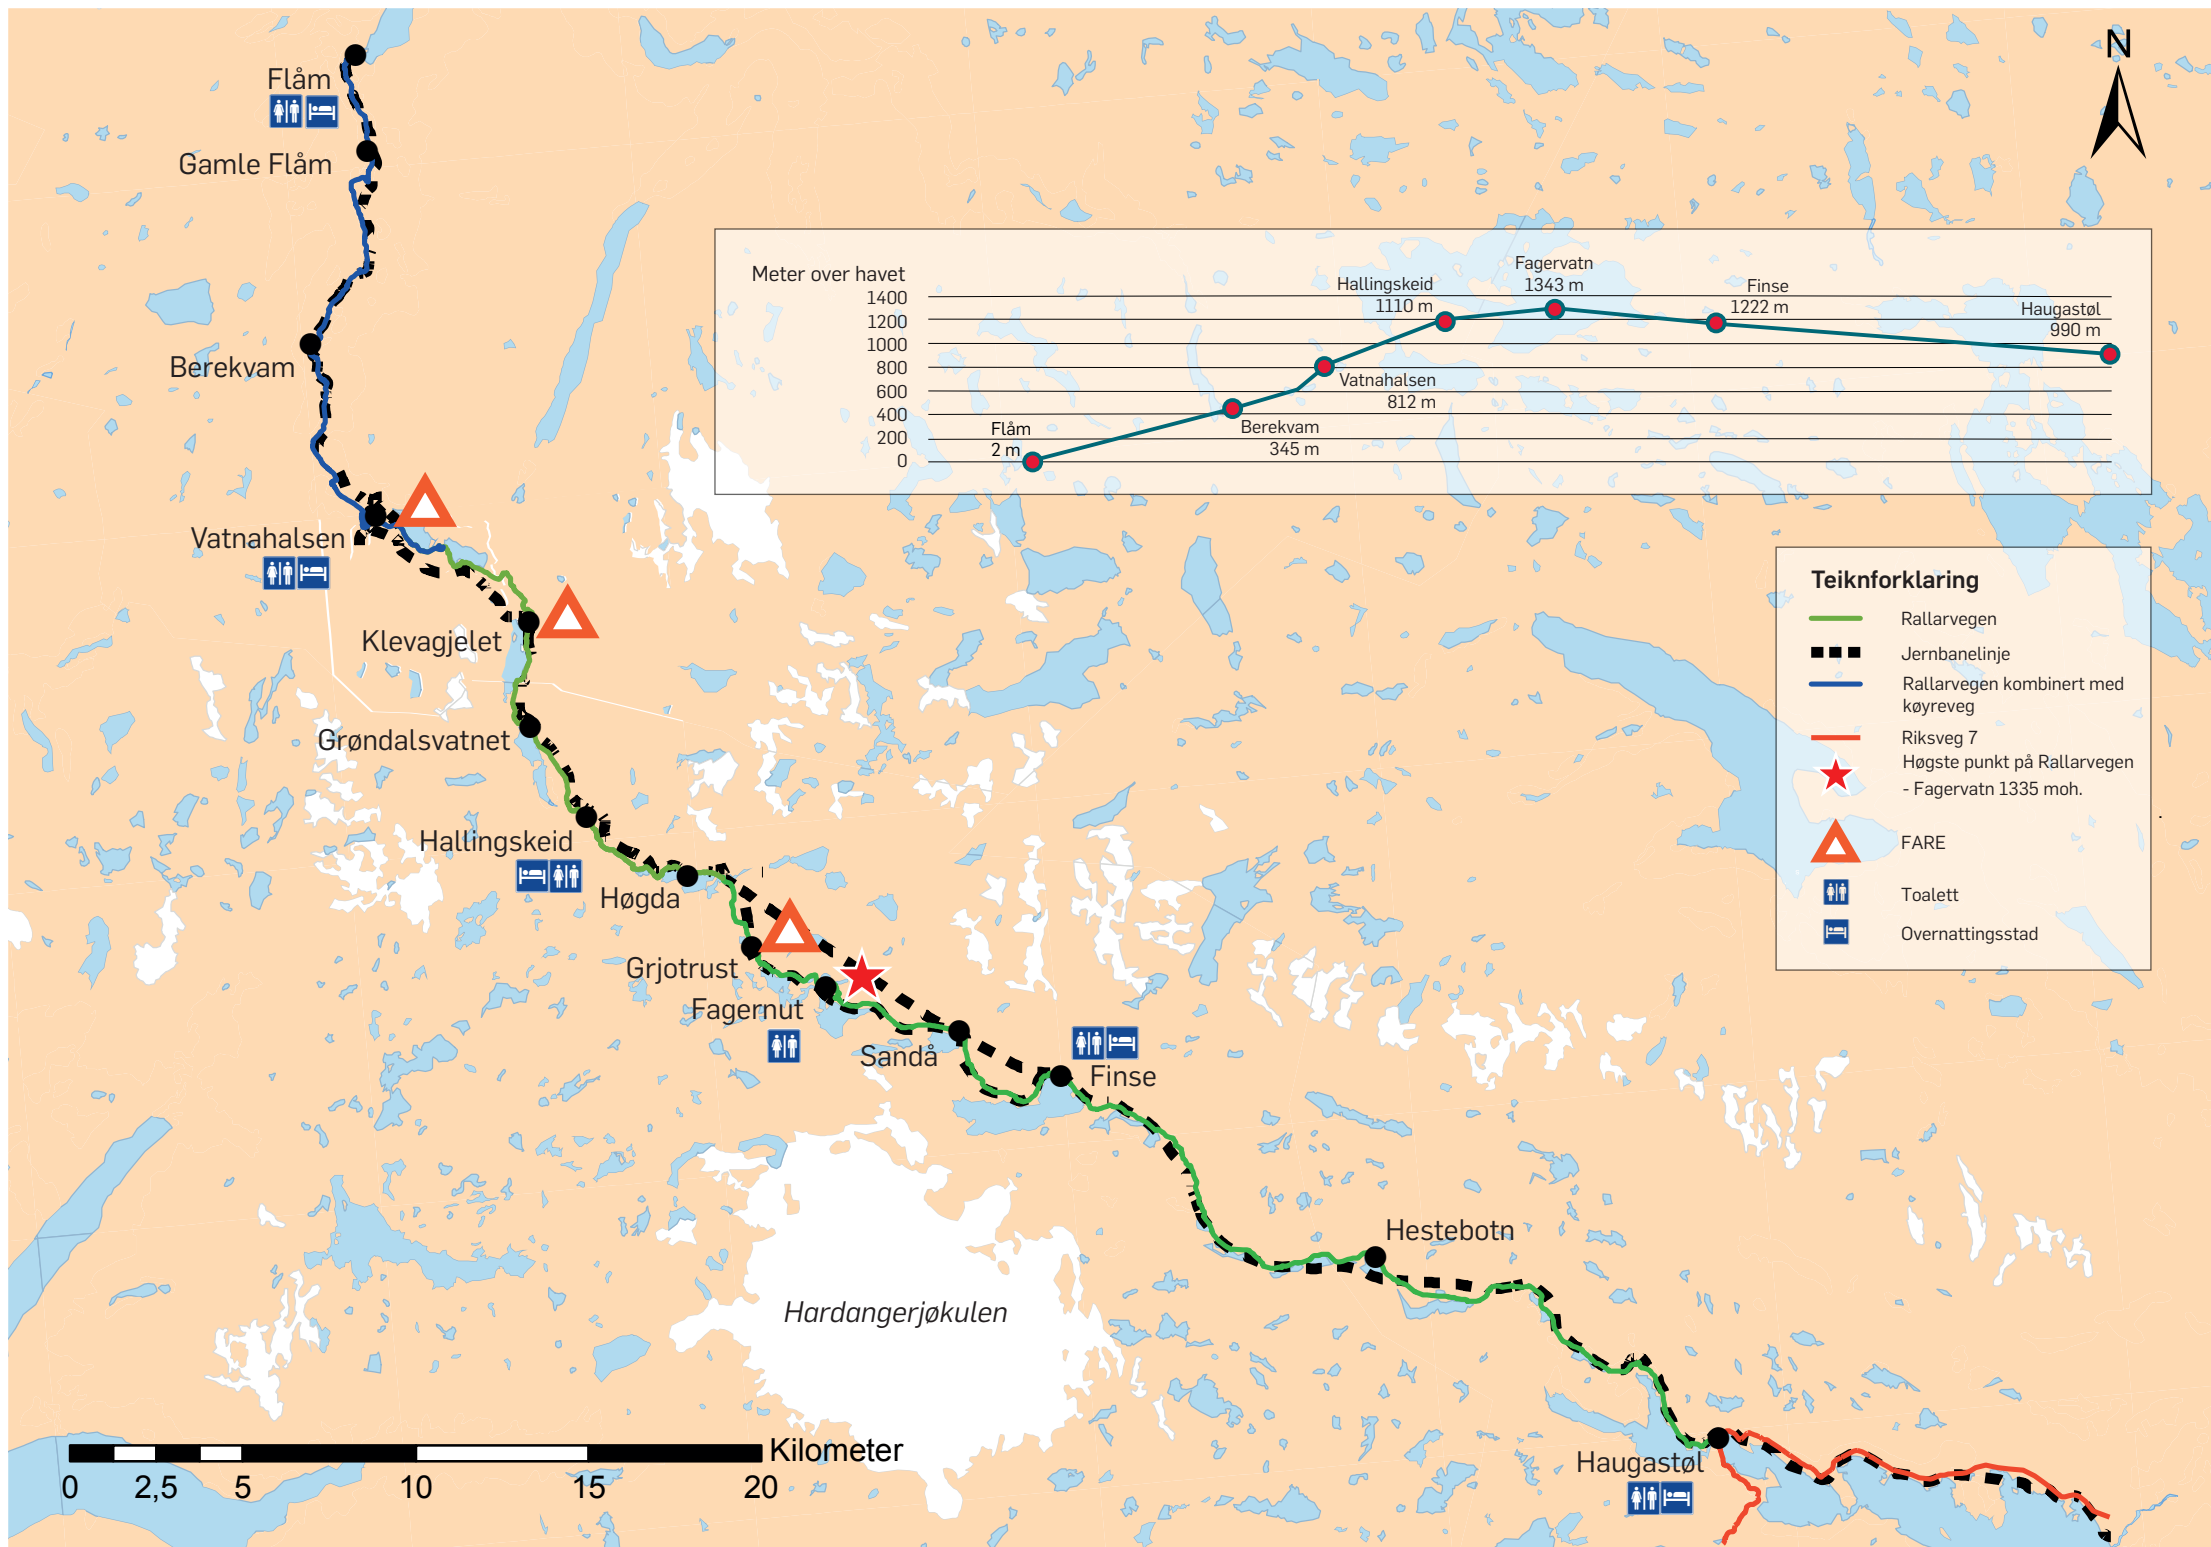 N
Flåm
Gamle Flåm
Berekvam
Vatnahalsen
Klevagjelet
Grøndalsvatnet
Hallingskeid
Høgda
Grjotrust
Fagernut
Sandå
Finse
Hestebotn
Haugastøl
Hardangerjøkulen
Meter over havet
1400
1200
1000
800
600
400
200
0
Flåm
2 m
Berekvam
345 m
Vatnahalsen
812 m
Hallingskeid
1110 m
Fagervatn
1343 m
Finse
1222 m
Haugastøl
990 m
Teiknforklaring
Rallarvegen
Jernbanelinje
Rallarvegen kombinert med
køyreveg
Riksveg 7
Høgste punkt på Rallarvegen
- Fagervatn 1335 moh.
FARE
Toalett
Overnattingsstad
Kilometer
0 2,5 5 10 15 20